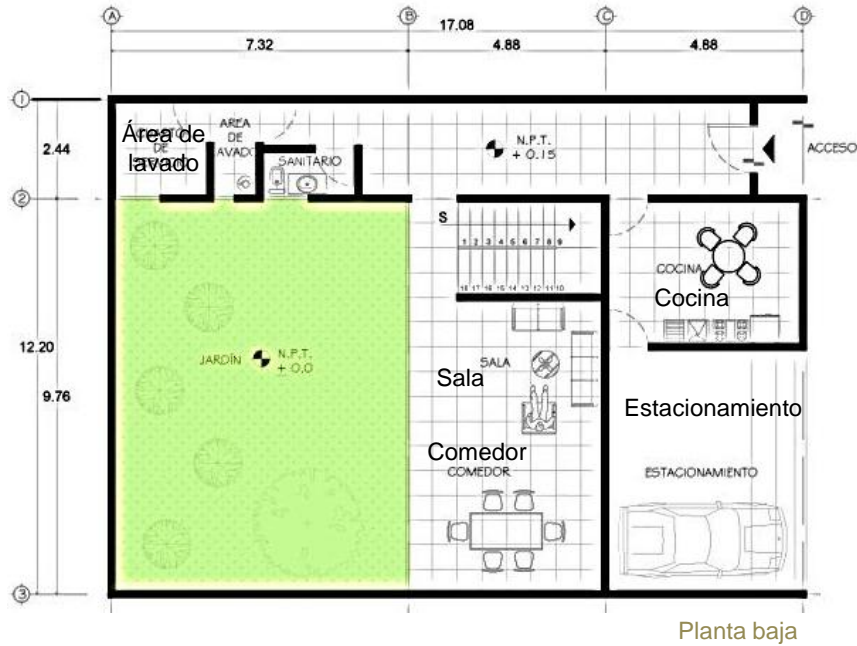 A B C D
17.08
7.32 4.88 4.88
1
2.44
2
12.20
9.76
3
Área de
lavado
CUARTO
DE
SERVICIO
AREA
DE
LAVADO
SANITARIO
N.P.T.
+ 0.15
ACCESO
S
1 2 3 4 5 6 7 8 9
18 17 16 15 14 13 12 11 10
COCINA
Cocina
JARDÍN
N.P.T.
+ 0.0
SALA
Sala
Estacionamiento
Comedor
COMEDOR
ESTACIONAMIENTO
Planta baja